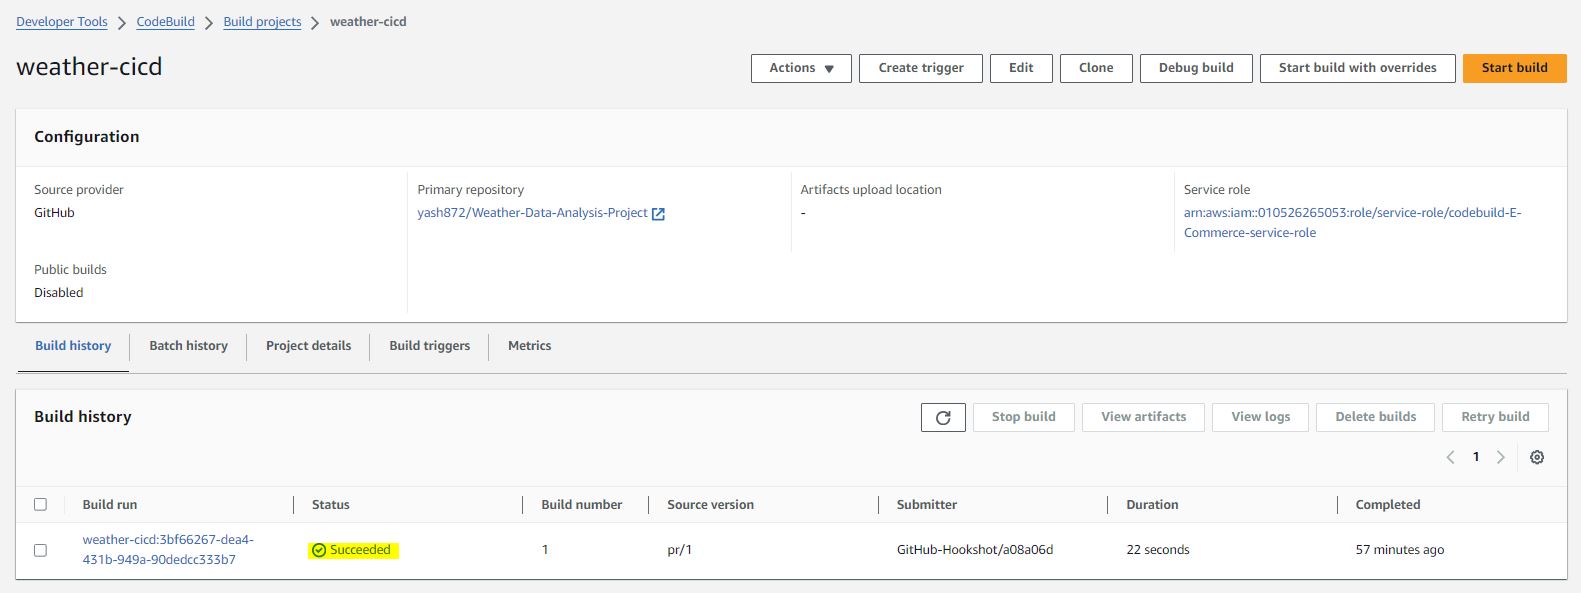 Developer Tools > CodeBuild > Build projects > weather-cicd
weather-cicd
Actions ▼ Create trigger Edit Clone Debug build Start build with overrides Start build
Configuration
Source provider
GitHub
Primary repository
yash872/Weather-Data-Analysis-Project
Artifacts upload location
-
Service role
arn:aws:iam::010526265053:role/service-role/codebuild-E-
Commerce-service-role
Public builds
Disabled
Build history Batch history Project details Build triggers Metrics
Build history
Stop build View artifacts View logs Delete builds Retry build
< 1 >
Build run Status Build number Source version Submitter Duration Completed
weather-cicd:3bf66267-dea4-
431b-949a-90dedcc333b7
Succeeded 1 pr/1 GitHub-Hookshot/a08a06d 22 seconds 57 minutes ago